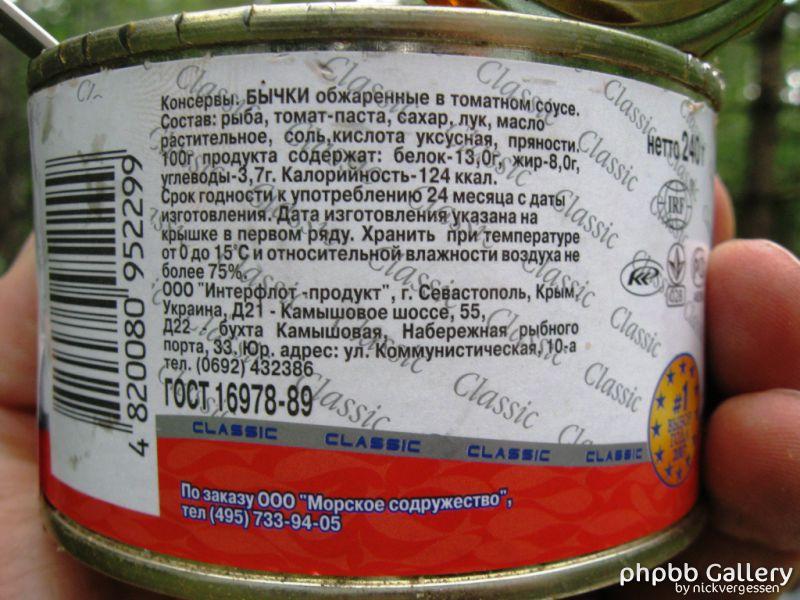 Консервы. БЫЧКИ обжаренные в томатном соусе.
Состав: рыба, томат-паста, сахар, лук, масло
растительное, соль, кислота уксусная, пряности.
100г продукта содержат: белок-13,0г, жир-8,0г,
углеводы-3,7г. Калорийность-124 ккал.
Срок годности к употреблению 24 месяца с даты
изготовления. Дата изготовления указана на
крышке в первом ряду. Хранить при температуре
от 0 до 15°С и относительной влажности воздуха не
более 75%.
ООО "Интерфлот-продукт", г. Севастополь, Крым,
Украина, Д21 - Камышовое шоссе, 55,
Д22 - бухта Камышовая, Набережная рыбного
порта, 33. Юр. адрес: ул. Коммунистическая, 10-а
тел. (0692) 432386
ГОСТ 16978-89
нетто 240 г
IRF
4 820080 952299
#1
CLASSIC CLASSIC CLASSIC CLASSIC
По заказу ООО "Морское содружество",
тел (495) 733-94-05
phpbb Gallery
by nickvergessen